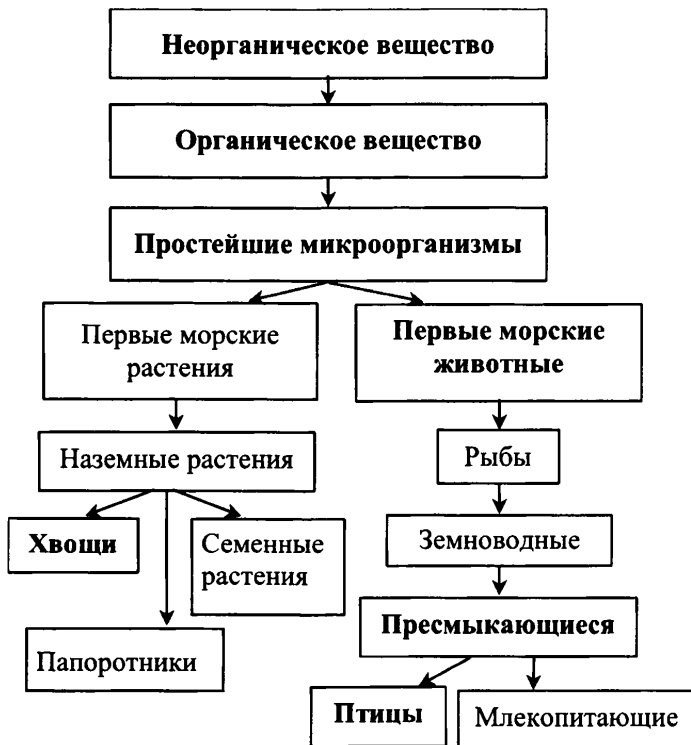 Неорганическое вещество
Органическое вещество
Простейшие микроорганизмы
Первые морские
растения
Первые морские
животные
Наземные растения
Рыбы
Хвощи
Семенные
растения
Земноводные
Папоротники
Пресмыкающиеся
Птицы
Млекопитающие